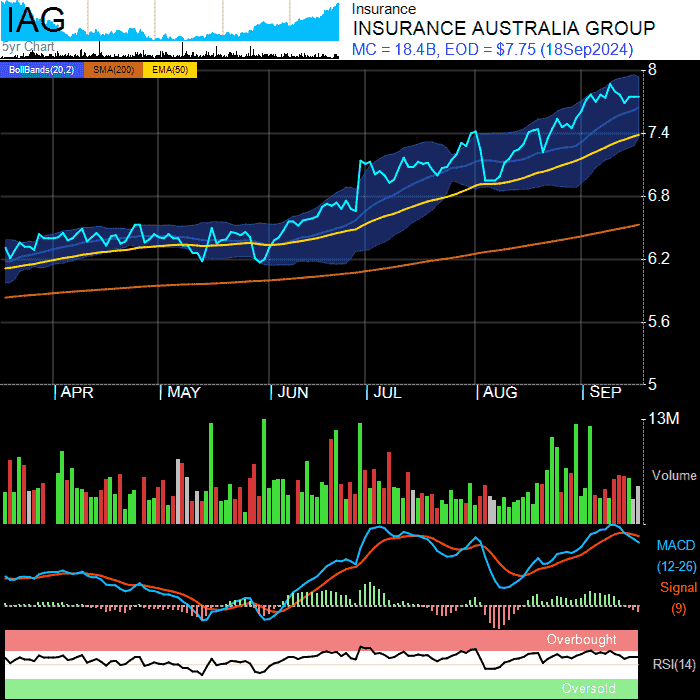 IAG
5yr Chart
Insurance
INSURANCE AUSTRALIA GROUP
MC = 18.4B, EOD = $7.75 (18Sep2024)
BollBands(20,2) SMA(200) EMA(50)
8
7.4
6.8
6.2
5.6
5
APR MAY JUN JUL AUG SEP
13M
Volume
MACD
(12-26)
Signal
(9)
Overbought
RSI(14)
Oversold